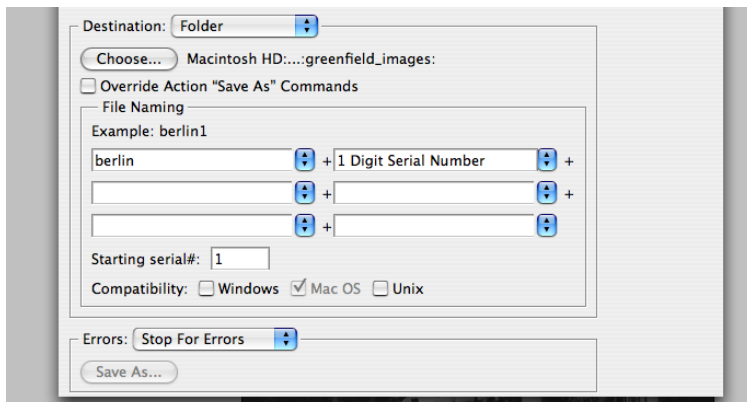 Destination: Folder
Choose... Macintosh HD:...:greenfield_images:
Override Action “Save As” Commands
File Naming
Example: berlin1
berlin + 1 Digit Serial Number +
+ +
+
Starting serial#: 1
Compatibility: Windows Mac OS Unix
Errors: Stop For Errors
Save As...